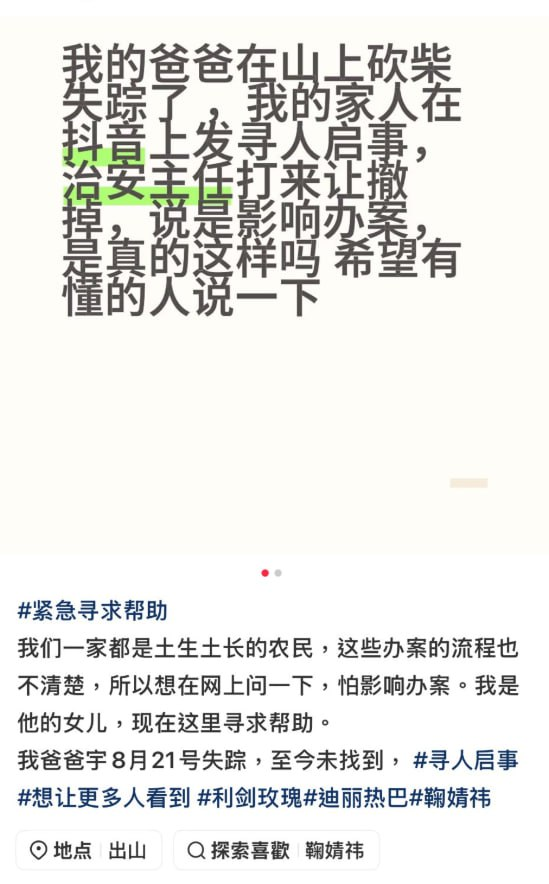 我的爸爸在山上砍柴
失踪了 ，我的家人在
抖音上发寻人启事，
治安主任打来让撤
掉，说是影响办案，
是真的这样吗 希望有
懂的人说一下
#紧急寻求帮助
我们一家都是土生土长的农民，这些办案的流程也
不清楚，所以想在网上问一下，怕影响办案。我是
他的女儿，现在这里寻求帮助。
我爸爸宇8月21号失踪，至今未找到， #寻人启事
#想让更多人看到 #利剑玫瑰#迪丽热巴#鞠婧祎
地点 | 出山
探索喜歡 | 鞠婧祎